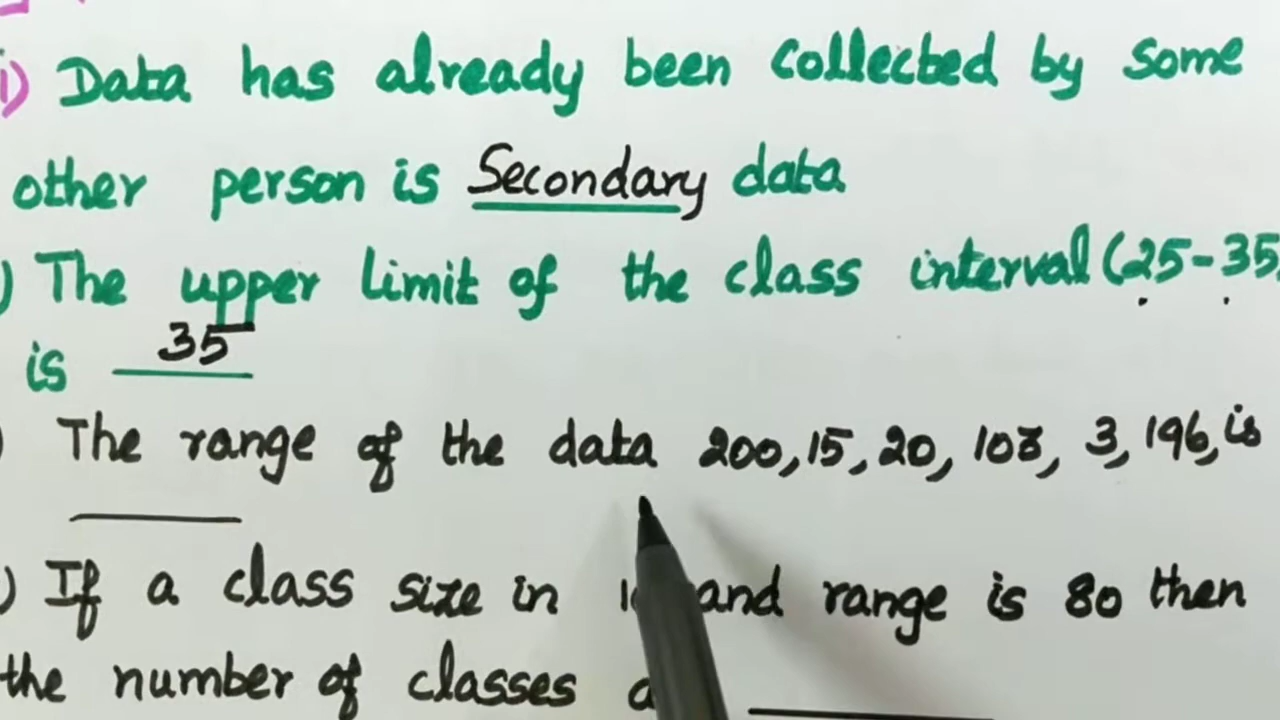 i) Data has already been collected by some
other person is Secondary data
) The upper limit of the class interval (25-35)
is 35
) The range of the data 200, 15, 20, 103, 3, 196, is
) If a class size in and range is 80 then
the number of classes